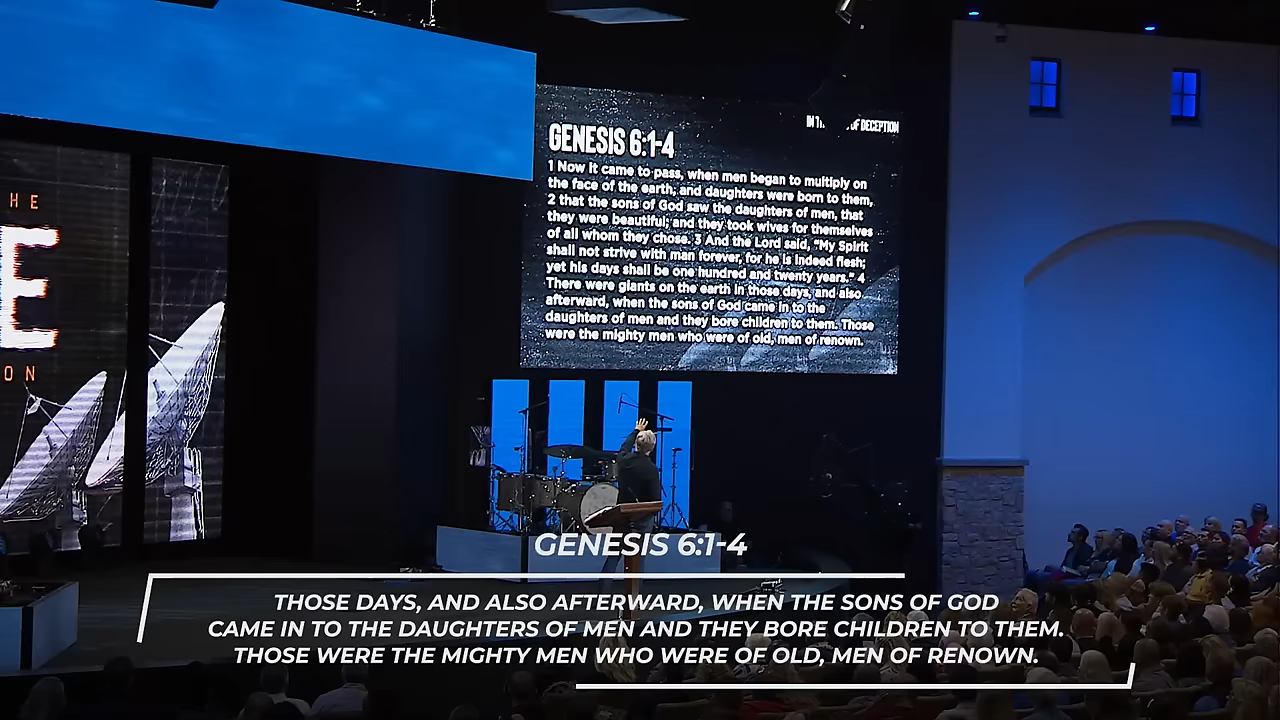 HE
E
ON
IN TH OF DECEPTION
GENESIS 6:1-4
1 Now it came to pass, when men began to multiply on
the face of the earth, and daughters were born to them,
2 that the sons of God saw the daughters of men, that
they were beautiful; and they took wives for themselves
of all whom they chose. 3 And the Lord said, "My Spirit
shall not strive with man forever, for he is indeed flesh;
yet his days shall be one hundred and twenty years." 4
There were giants on the earth in those days, and also
afterward, when the sons of God came in to the
daughters of men and they bore children to them. Those
were the mighty men who were of old, men of renown.
GENESIS 6:1-4
THOSE DAYS, AND ALSO AFTERWARD, WHEN THE SONS OF GOD
CAME IN TO THE DAUGHTERS OF MEN AND THEY BORE CHILDREN TO THEM.
THOSE WERE THE MIGHTY MEN WHO WERE OF OLD, MEN OF RENOWN.